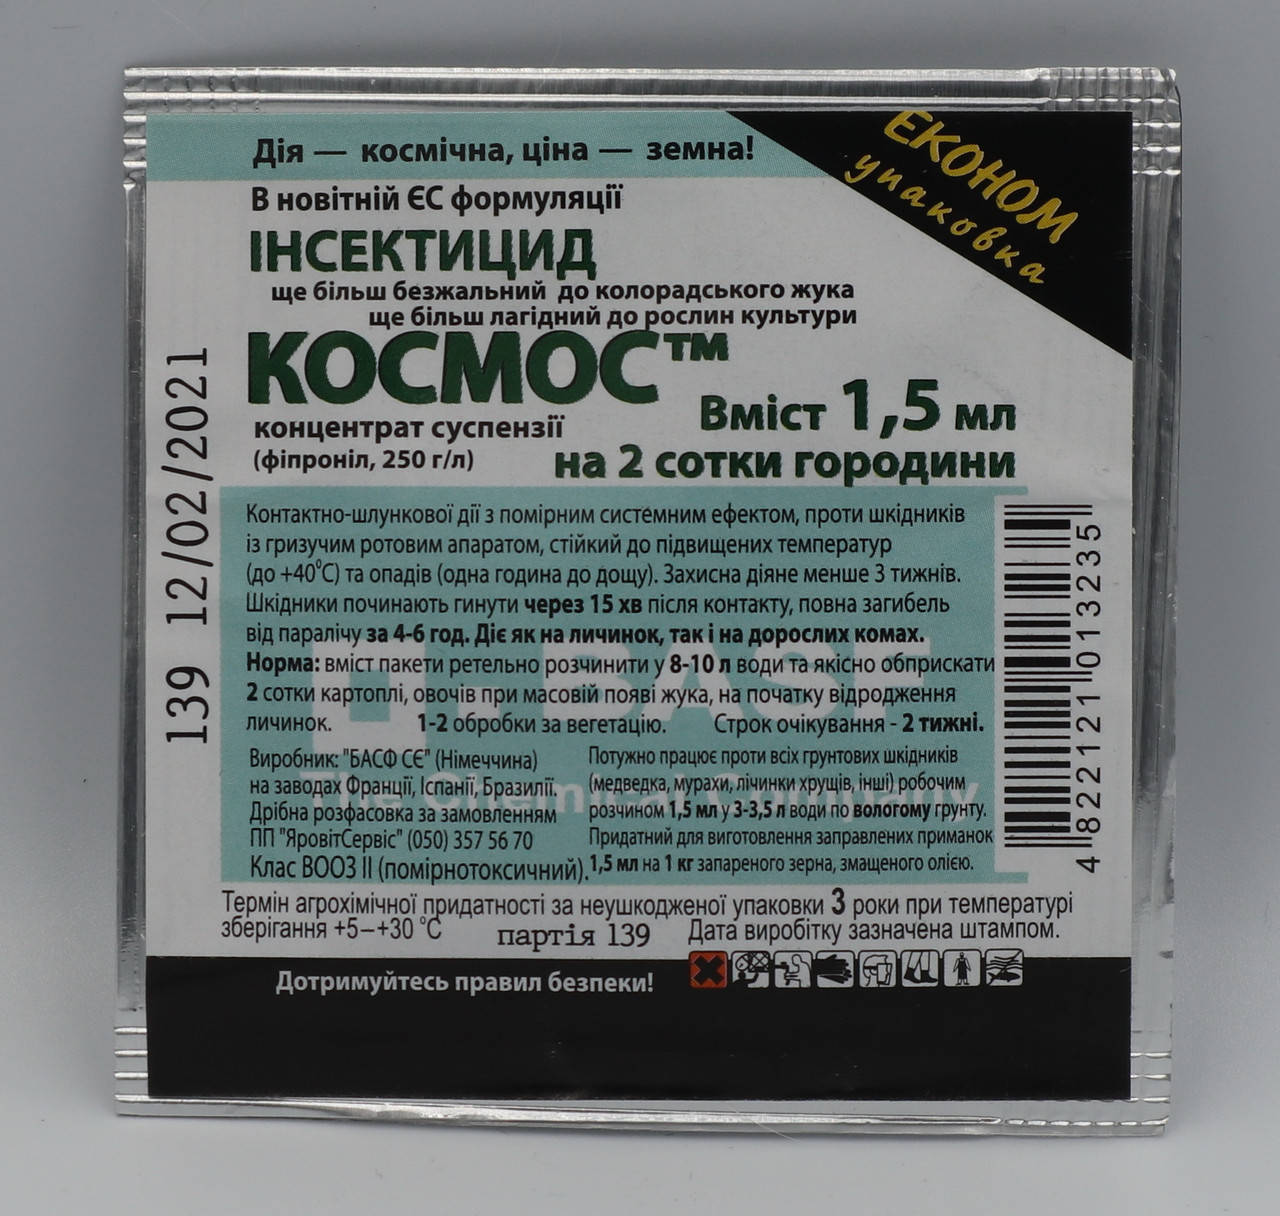 ЕКОНОМ
упаковка
Дія — космічна, ціна — земна!
В новітній ЄС формуляції
ІНСЕКТИЦИД
ще більш безжальний до колорадського жука
ще більш лагідний до рослин культури
КОСМОС™
концентрат суспензії
(фіпроніл, 250 г/л)
Вміст 1,5 мл
на 2 сотки городини
139 12/02/2021
Контактно-шлункової дії з помірним системним ефектом, проти шкідників
із гризучим ротовим апаратом, стійкий до підвищених температур
(до +40⁰С) та опадів (одна година до дощу). Захисна діяне менше 3 тижнів.
Шкідники починають гинути через 15 хв після контакту, повна загибель
від паралічу за 4-6 год. Діє як на личинок, так і на дорослих комах.
Норма: вміст пакети ретельно розчинити у 8-10 л води та якісно обприскати
2 сотки картоплі, овочів при масовій появі жука, на початку відродження
личинок. 1-2 обробки за вегетацію. Строк очікування - 2 тижні.
BASF
The Chemical Company
Виробник: "БАСФ СЄ" (Німеччина)
на заводах Франції, Іспанії, Бразилії.
Дрібна розфасовка за замовленням
ПП "ЯровітСервіс" (050) 357 56 70
Клас ВООЗ ІІ (помірнотоксичний).
Потужно працює проти всіх грунтових шкідників
(медведка, мурахи, лічинки хрущів, інші) робочим
розчином 1,5 мл у 3-3,5 л води по вологому грунту.
Придатний для виготовлення заправлених приманок
1,5 мл на 1 кг запареного зерна, змащеного олією.
4 822121 013235
Термін агрохімічної придатності за неушкодженої упаковки 3 роки при температурі
зберігання +5–+30 °С партія 139 Дата виробітку зазначена штампом.
Дотримуйтесь правил безпеки!